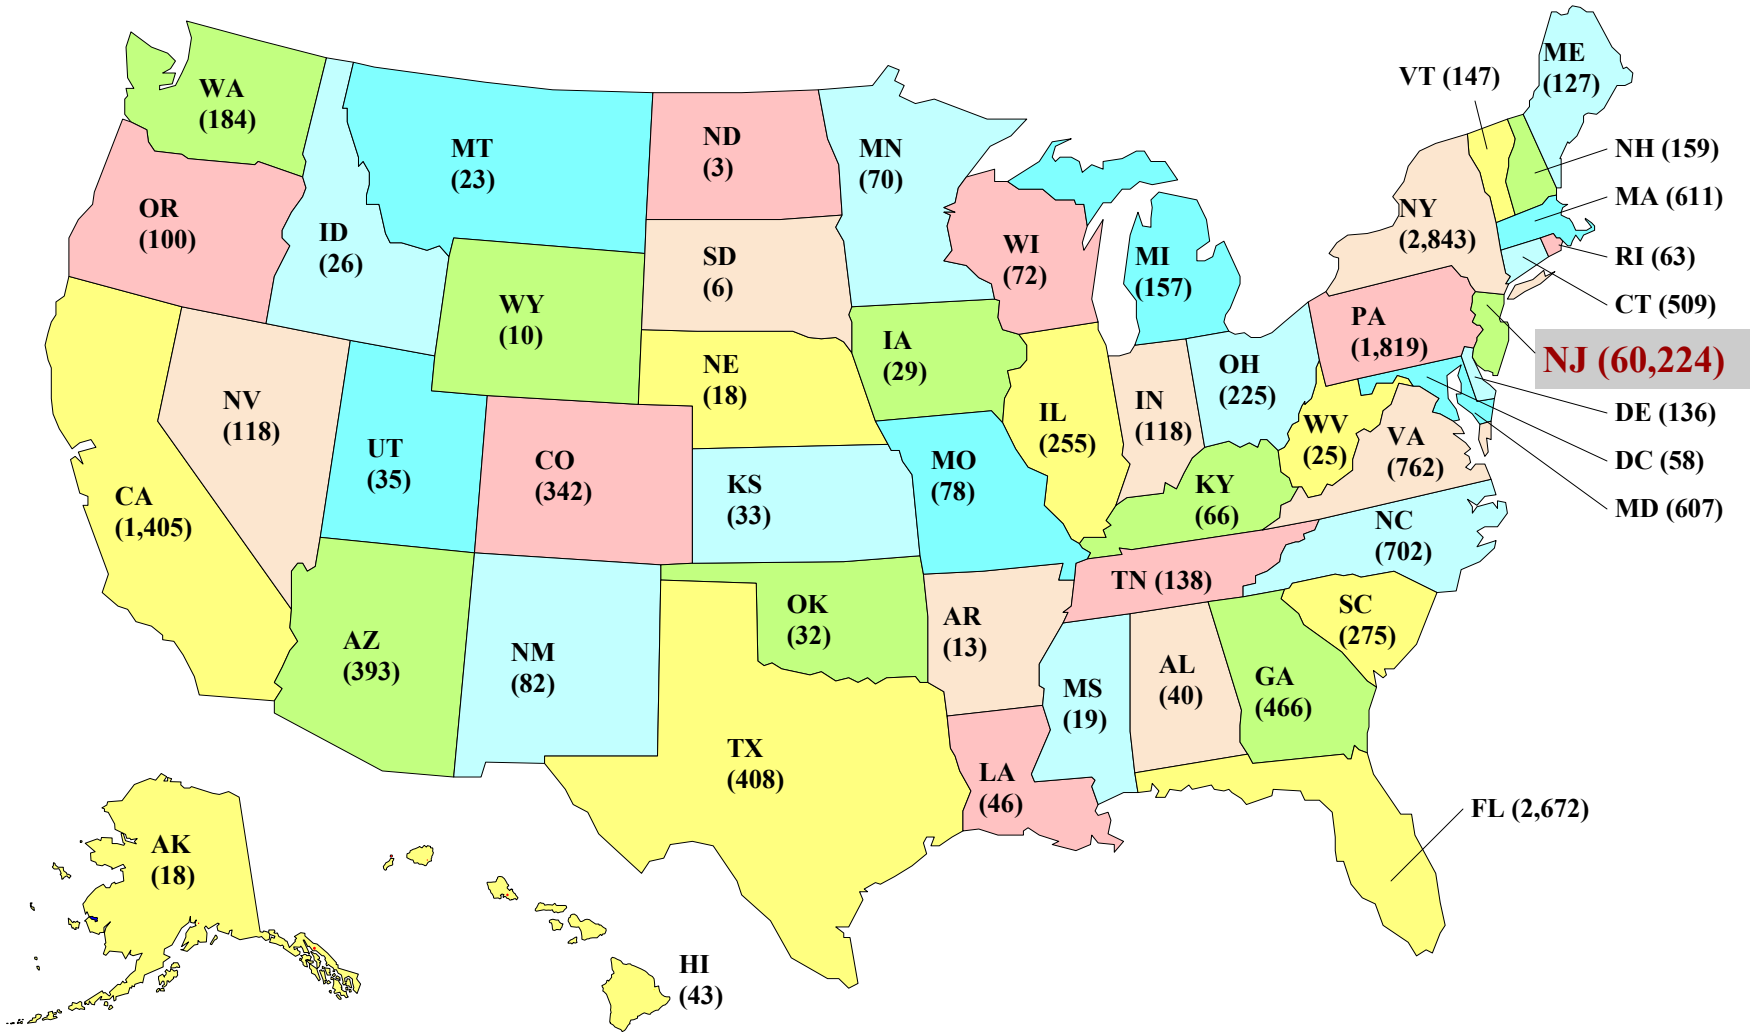 WA
(184)
OR
(100)
ID
(26)
MT
(23)
ND
(3)
MN
(70)
SD
(6)
WI
(72)
MI
(157)
WY
(10)
NV
(118)
UT
(35)
CA
(1,405)
CO
(342)
NE
(18)
IA
(29)
KS
(33)
MO
(78)
IL
(255)
IN
(118)
OH
(225)
KY
(66)
WV
(25)
VA
(762)
PA
(1,819)
NY
(2,843)
VT (147)
ME
(127)
NH (159)
MA (611)
RI (63)
CT (509)
NJ (60,224)
DE (136)
DC (58)
MD (607)
NC
(702)
TN (138)
SC
(275)
AZ
(393)
NM
(82)
OK
(32)
AR
(13)
TX
(408)
LA
(46)
MS
(19)
AL
(40)
GA
(466)
FL (2,672)
AK
(18)
HI
(43)